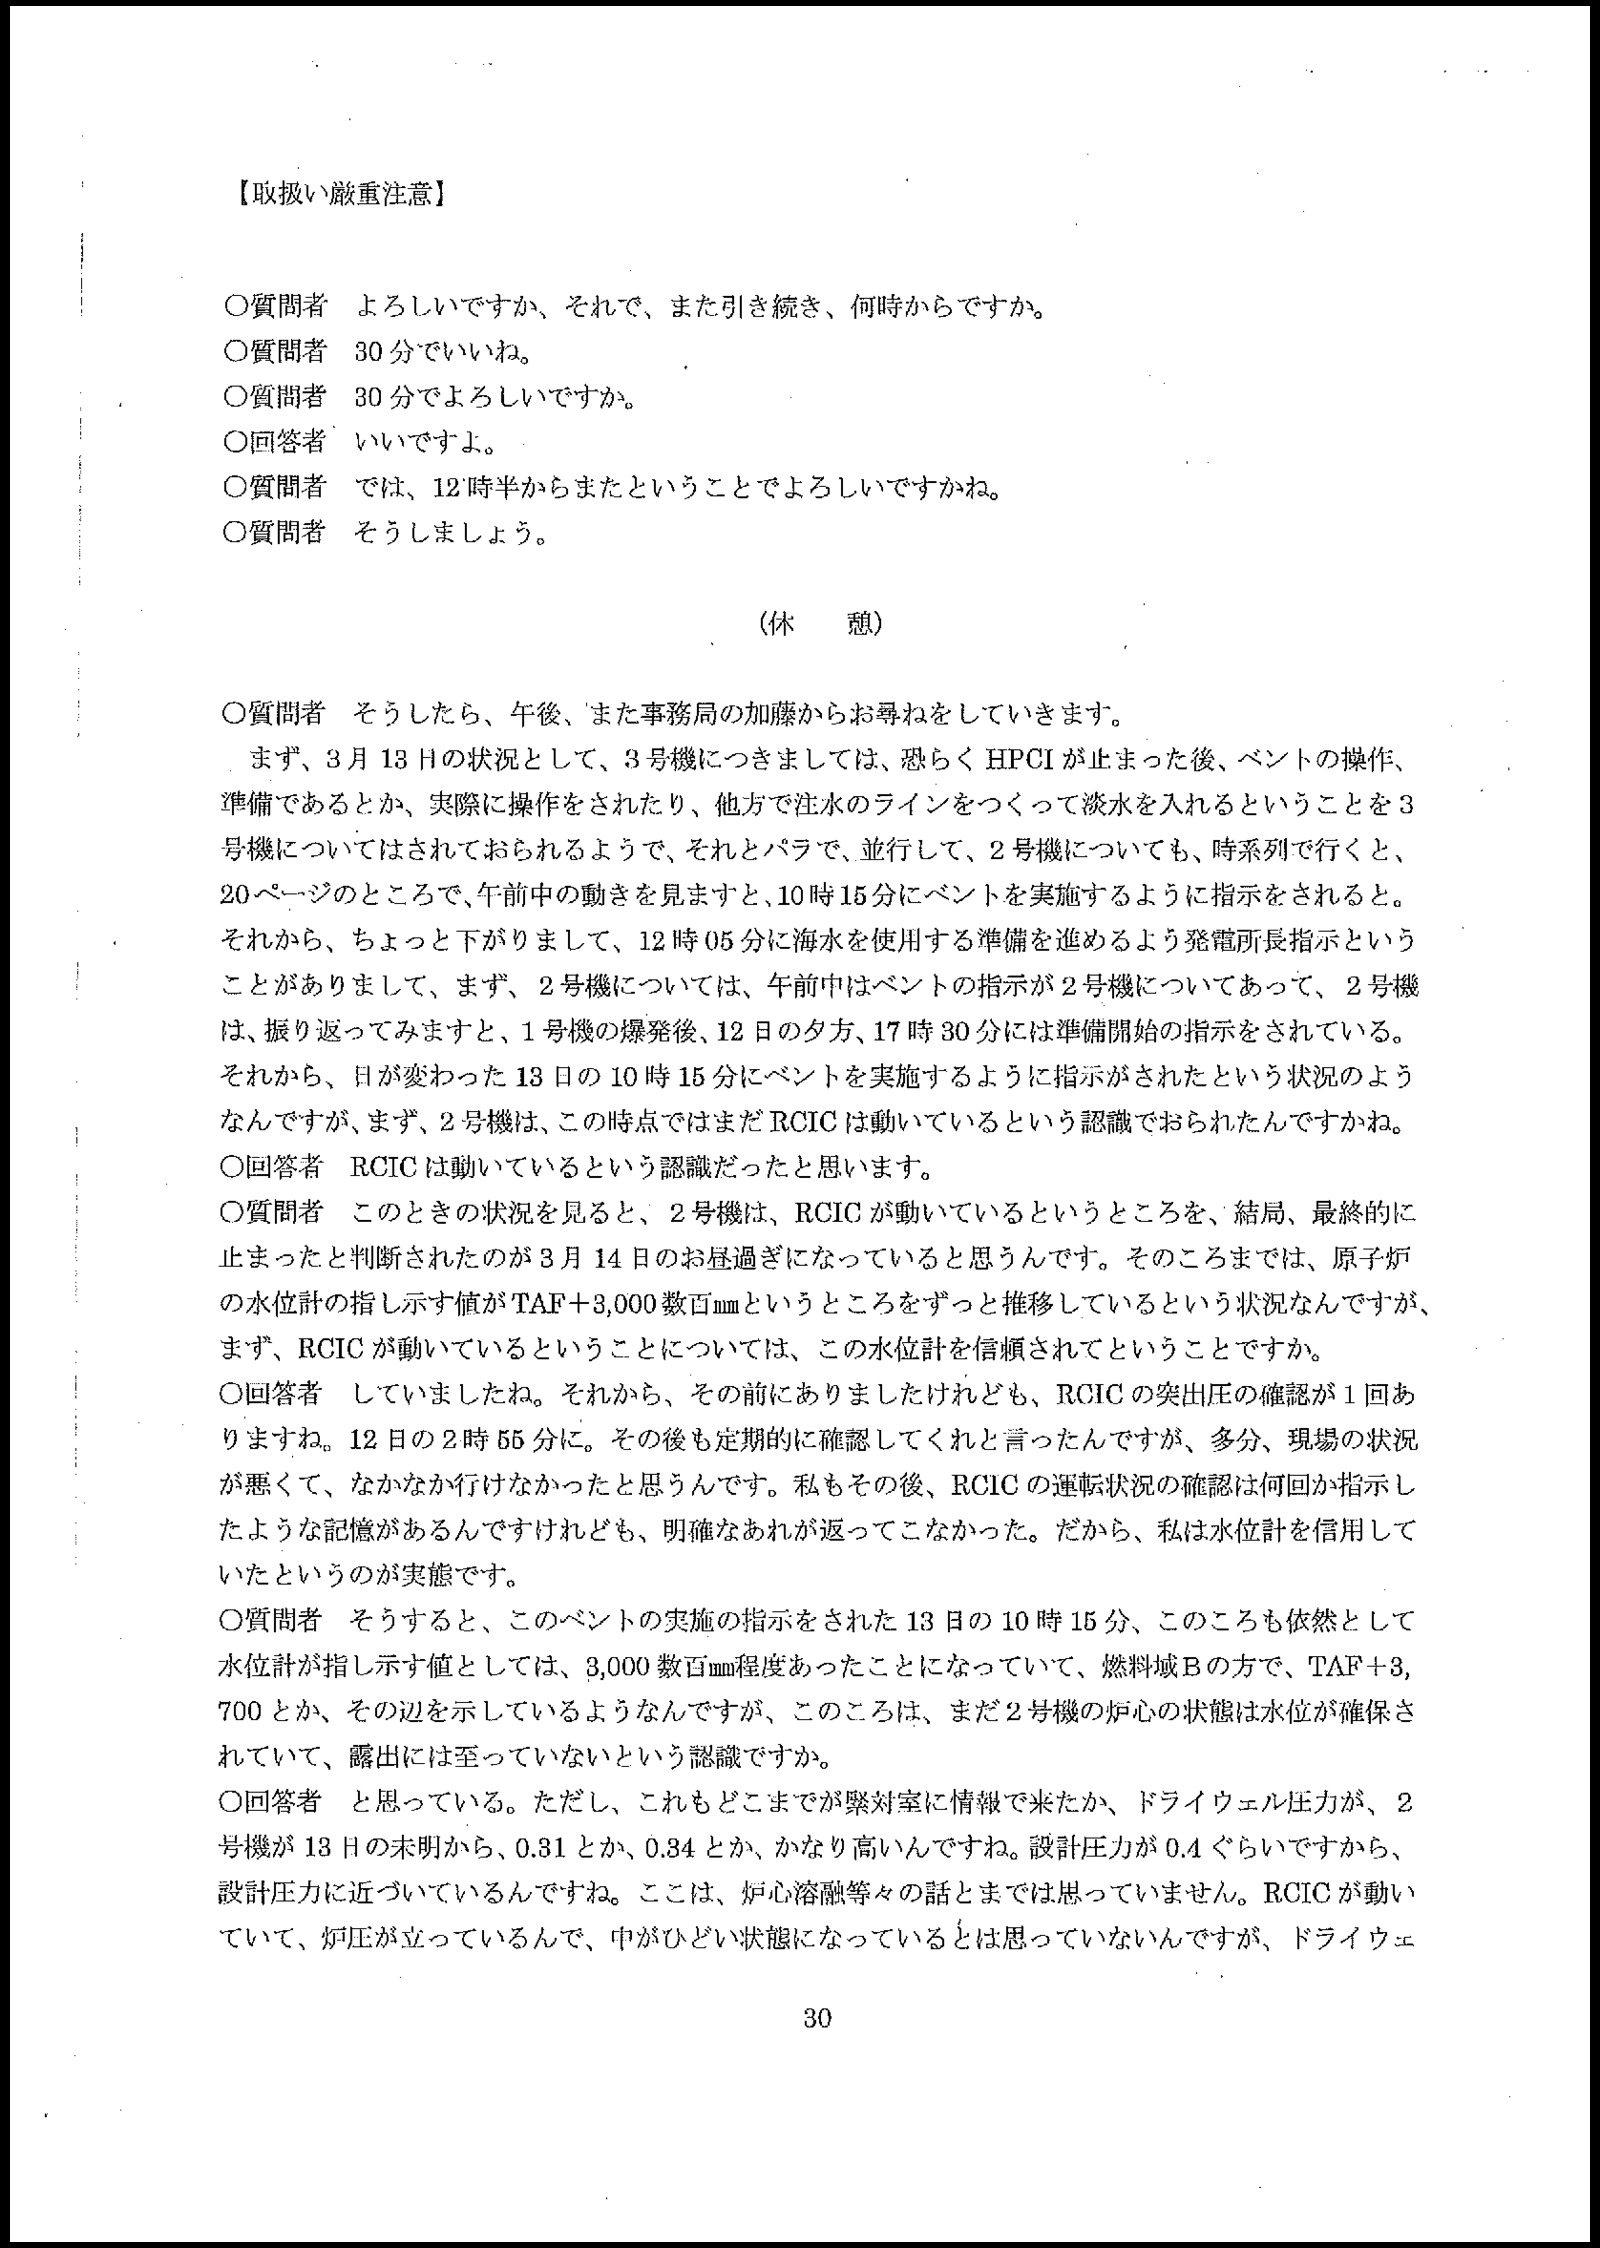 【取扱い厳重注意】
○質問者　よろしいですか、それで、また引き続き、何時からですか。
○質問者　30分でいいね。
○質問者　30分でよろしいですか。
○回答者　いいですよ。
○質問者　では、12時半からまたということでよろしいですかね。
○質問者　そうしましょう。
（休　　憩）
○質問者　そうしたら、午後、また事務局の加藤からお尋ねをしていきます。
　まず、３月13日の状況として、３号機につきましては、恐らくHPCIが止まった後、ベントの操作、
準備であるとか、実際に操作をされたり、他方で注水のラインをつくって淡水を入れるということを３
号機についてはされておられるようで、それとパラで、並行して、２号機についても、時系列で行くと、
20ページのところで、午前中の動きを見ますと、10時15分にベントを実施するように指示をされると。
それから、ちょっと下がりまして、12時05分に海水を使用する準備を進めるよう発電所長指示という
ことがありまして、まず、２号機については、午前中はベントの指示が２号機についてあって、２号機
は、振り返ってみますと、１号機の爆発後、12日の夕方、17時30分には準備開始の指示をされている。
それから、日が変わった13日の10時15分にベントを実施するように指示がされたという状況のよう
なんですが、まず、２号機は、この時点ではまだRCICは動いているという認識でおられたんですかね。
○回答者　RCICは動いているという認識だったと思います。
○質問者　このときの状況を見ると、２号機は、RCICが動いているというところを、結局、最終的に
止まったと判断されたのが３月14日のお昼過ぎになっていると思うんです。そのころまでは、原子炉
の水位計の指し示す値がTAF＋3,000数百㎜というところをずっと推移しているという状況なんですが、
まず、RCICが動いているということについては、この水位計を信頼されてということですか。
○回答者　していましたね。それから、その前にありましたけれども、RCICの突出圧の確認が１回あ
りますね。12日の２時55分に。その後も定期的に確認してくれと言ったんですが、多分、現場の状況
が悪くて、なかなか行けなかったと思うんです。私もその後、RCICの運転状況の確認は何回か指示し
たような記憶があるんですけれども、明確なあれが返ってこなかった。だから、私は水位計を信用して
いたというのが実態です。
○質問者　そうすると、このベントの実施の指示をされた13日の10時15分、このころも依然として
水位計が指し示す値としては、3,000数百㎜程度あったことになっていて、燃料域Ｂの方で、TAF＋3,
700とか、その辺を示しているようなんですが、このころは、まだ２号機の炉心の状態は水位が確保さ
れていて、露出には至っていないという認識ですか。
○回答者　と思っている。ただし、これもどこまでが緊対室に情報で来たか、ドライウェル圧力が、２
号機が13日の未明から、0.31とか、0.34とか、かなり高いんですね。設計圧力が0.4ぐらいですから、
設計圧力に近づいているんですね。ここは、炉心溶融等々の話とまでは思っていません。RCICが動い
ていて、炉圧が立っているんで、中がひどい状態になっているとは思っていないんですが、ドライウェ
30